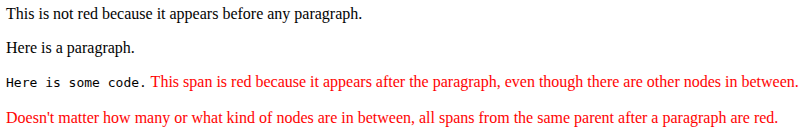 This is not red because it appears before any paragraph.
Here is a paragraph.
Here is some code. This span is red because it appears after the paragraph, even though there are other nodes in between.
Doesn't matter how many or what kind of nodes are in between, all spans from the same parent after a paragraph are red.